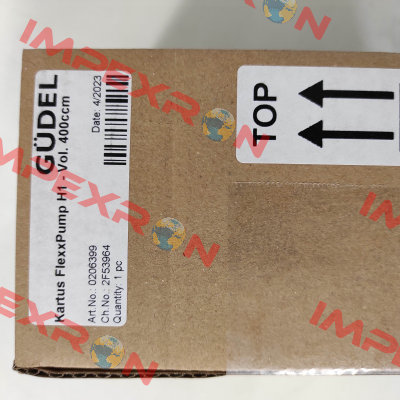 GÜDEL
Kartus FlexxPump H1 - Vol. 400ccm
Art.No.: 0206399
Ch.No.: 2F53964
Quantity: 1 pc
Date: 4/2023
TOP
IMPEXRON
IMPEXRON
IMPEXRON
IMPEXRON